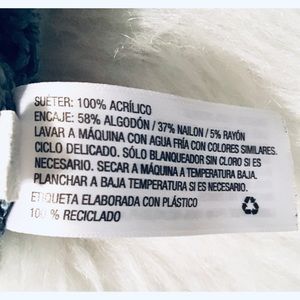 SUÉTER: 100% ACRÍLICO
ENCAJE: 58% ALGODÓN / 37% NAILON / 5% RAYÓN
LAVAR A MÁQUINA CON AGUA FRÍA CON COLORES SIMILARES.
CICLO DELICADO. SÓLO BLANQUEADOR SIN CLORO SI ES
NECESARIO. SECAR A MÁQUINA A TEMPERATURA BAJA.
PLANCHAR A BAJA TEMPERATURA SI ES NECESARIO.
ETIQUETA ELABORADA CON PLÁSTICO
100 % RECICLADO